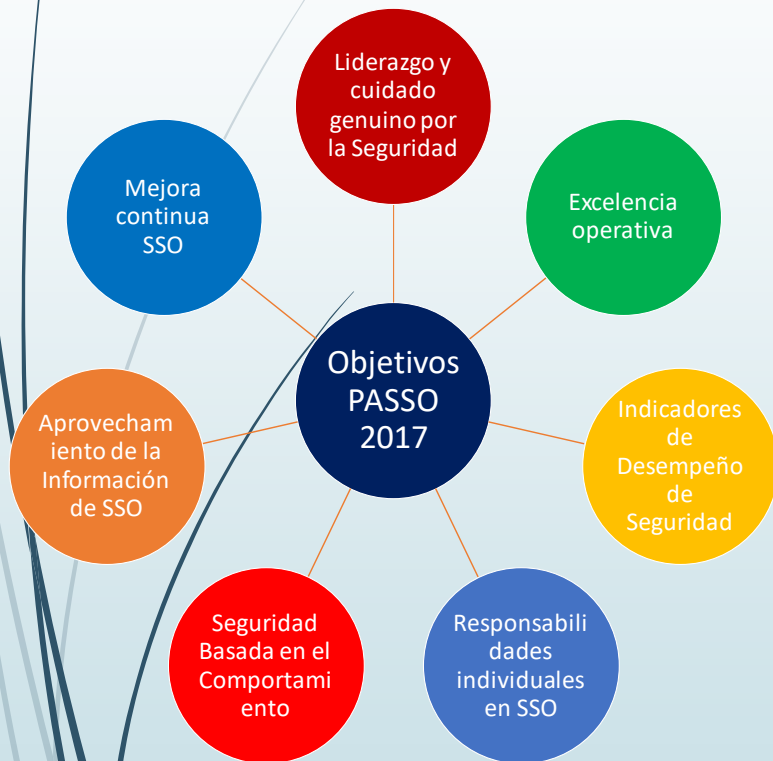 Liderazgo y
cuidado
genuino por
la Seguridad
Excelencia
operativa
Indicadores
de
Desempeño
de
Seguridad
Responsabili
dades
individuales
en SSO
Seguridad
Basada en el
Comportami
ento
Aprovecham
iento de la
Información
de SSO
Mejora
continua
SSO
Objetivos
PASSO
2017